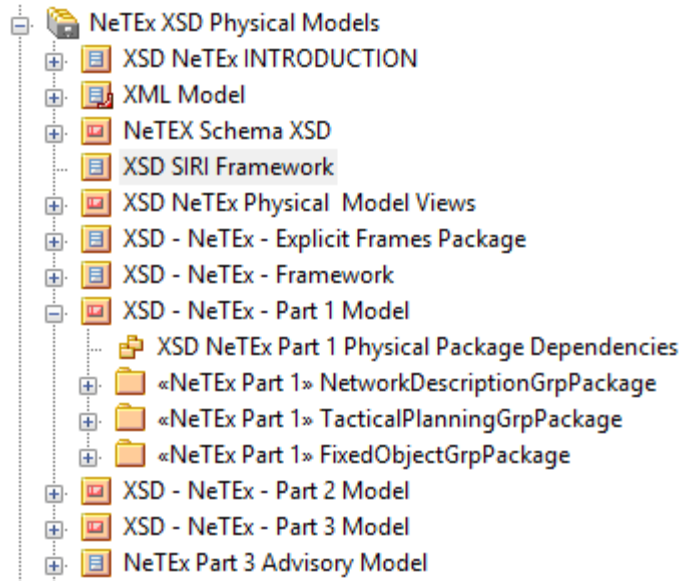 NeTEx XSD Physical Models
XSD NeTEx INTRODUCTION
XML Model
NeTEX Schema XSD
XSD SIRI Framework
XSD NeTEx Physical  Model Views
XSD - NeTEx - Explicit Frames Package
XSD - NeTEx - Framework
XSD - NeTEx - Part 1 Model
XSD NeTEx Part 1 Physical Package Dependencies
«NeTEx Part 1» NetworkDescriptionGrpPackage
«NeTEx Part 1» TacticalPlanningGrpPackage
«NeTEx Part 1» FixedObjectGrpPackage
XSD - NeTEx - Part 2 Model
XSD - NeTEx - Part 3 Model
NeTEx Part 3 Advisory Model